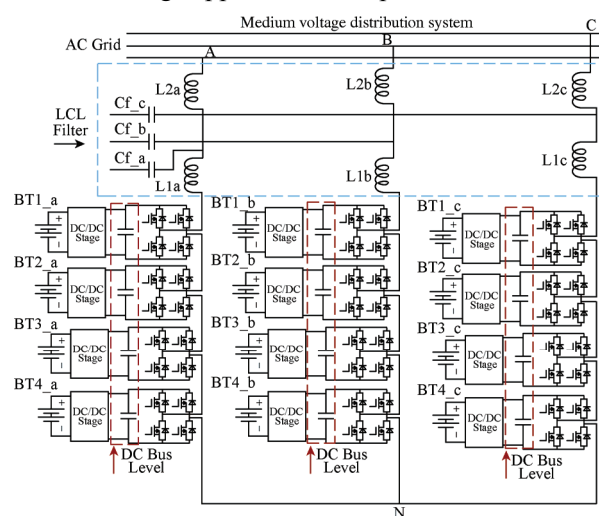 Medium voltage distribution system
C
AC Grid
B
A
L2a
L2b
L2c
Cf_c
LCL
Filter
Cf_b
Cf_a
L1a
L1b
L1c
BT1_a
DC/DC
Stage
BT2_a
DC/DC
Stage
BT3_a
DC/DC
Stage
BT4_a
DC/DC
Stage
DC Bus
Level
BT1_b
DC/DC
Stage
BT2_b
DC/DC
Stage
BT3_b
DC/DC
Stage
BT4_b
DC/DC
Stage
DC Bus
Level
BT1_c
DC/DC
Stage
BT2_c
DC/DC
Stage
BT3_c
DC/DC
Stage
BT4_c
DC/DC
Stage
DC Bus
Level
N